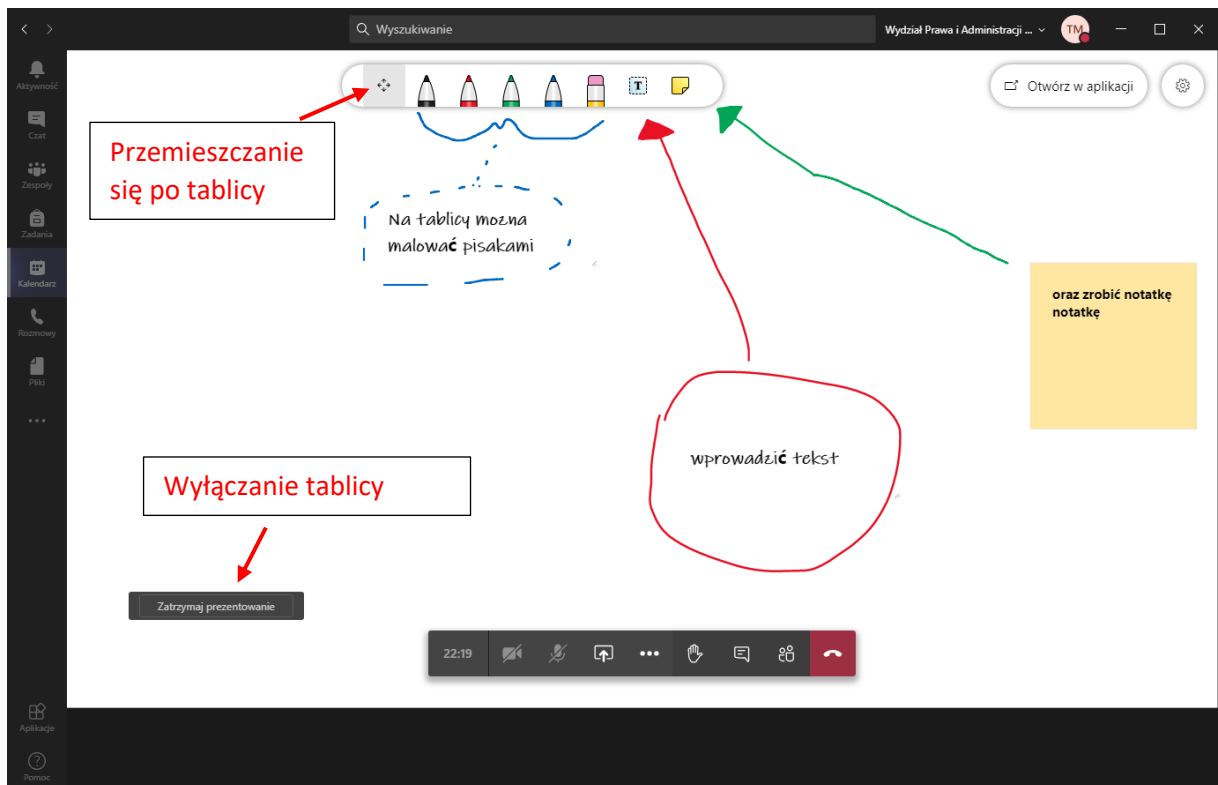 Wyszukiwanie
Wydział Prawa i Administracji ...
TM
Aktywność
Czat
Zespoły
Zadania
Kalendarz
Rozmowy
Pliki
Aplikacje
Pomoc
T
Otwórz w aplikacji
Przemieszczanie
się po tablicy
Na tablicy mozna
malować pisakami
oraz zrobić notatkę
notatkę
wprowadzić tekst
Wyłączanie tablicy
Zatrzymaj prezentowanie
22:19